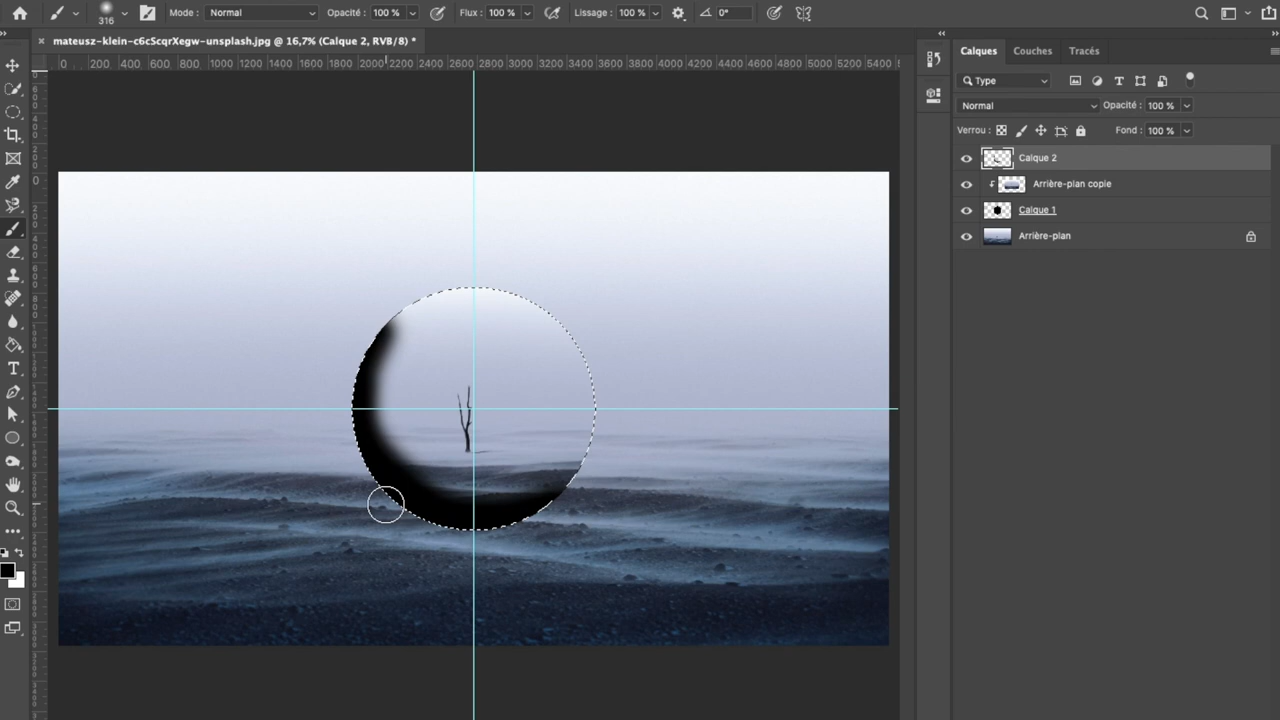 316 Mode : Normal Opacité : 100 % Flux : 100 % Lissage : 100 % 0°
× mateusz-klein-c6cScqrXegw-unsplash.jpg @ 16,7% (Calque 2, RVB/8) *
0 200 400 600 800 1000 1200 1400 1600 1800 2000 2200 2400 2600 2800 3000 3200 3400 3600 3800 4000 4200 4400 4600 4800 5000 5200 5400
Calques Couches Tracés
Type
Normal Opacité : 100 %
Verrou : Fond : 100 %
Calque 2
Arrière-plan copie
Calque 1
Arrière-plan